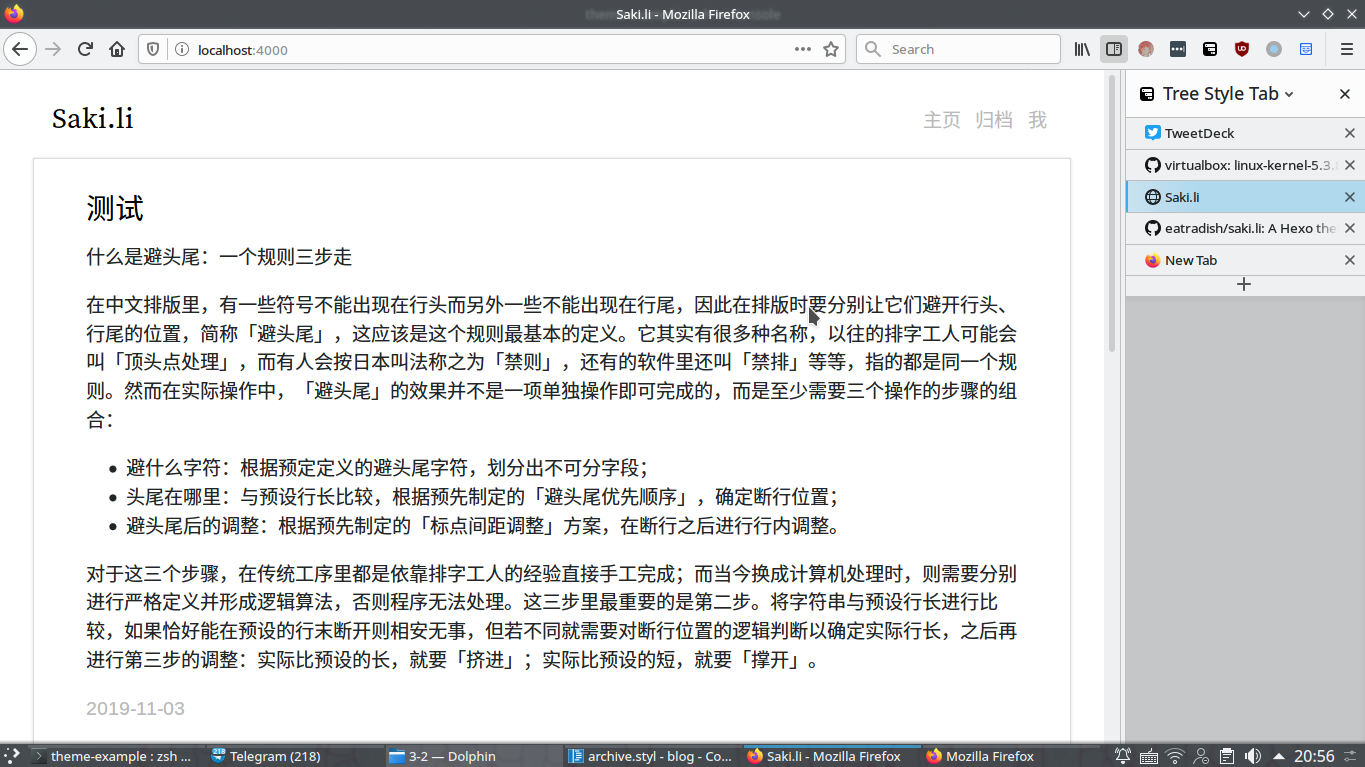 Saki.li - Mozilla Firefox
localhost:4000
Search
Saki.li
主页 归档 我
测试
什么是避头尾：一个规则三步走
在中文排版里，有一些符号不能出现在行头而另外一些不能出现在行尾，因此在排版时要分别让它们避开行头、
行尾的位置，简称「避头尾」，这应该是这个规则最基本的定义。它其实有很多种名称，以往的排字工人可能会
叫「顶头点处理」，而有人会按日本叫法称之为「禁则」，还有的软件里还叫「禁排」等等，指的都是同一个规
则。然而在实际操作中，「避头尾」的效果并不是一项单独操作即可完成的，而是至少需要三个操作的步骤的组
合：
• 避什么字符：根据预定定义的避头尾字符，划分出不可分字段；
• 头尾在哪里：与预设行长比较，根据预先制定的「避头尾优先顺序」，确定断行位置；
• 避头尾后的调整：根据预先制定的「标点间距调整」方案，在断行之后进行行内调整。
对于这三个步骤，在传统工序里都是依靠排字工人的经验直接手工完成；而当今换成计算机处理时，则需要分别
进行严格定义并形成逻辑算法，否则程序无法处理。这三步里最重要的是第二步。将字符串与预设行长进行比
较，如果恰好能在预设的行末断开则相安无事，但若不同就需要对断行位置的逻辑判断以确定实际行长，之后再
进行第三步的调整：实际比预设的长，就要「挤进」；实际比预设的短，就要「撑开」。
2019-11-03
Tree Style Tab
TweetDeck
virtualbox: linux-kernel-5.3.
Saki.li
eatradish/saki.li: A Hexo the
New Tab
theme-example : zsh ...
218
Telegram (218)
3-2 — Dolphin
archive.styl - blog - Co...
Saki.li - Mozilla Firefox
Mozilla Firefox
20:56